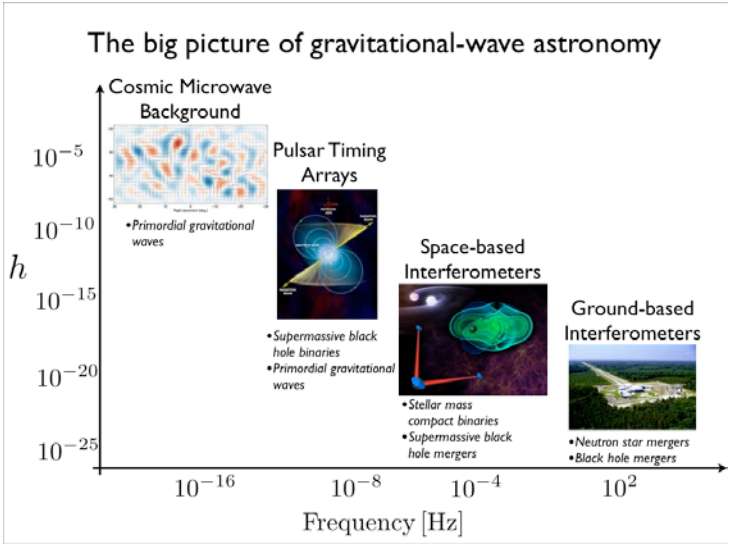 The big picture of gravitational-wave astronomy
Cosmic Microwave
Background
•Primordial gravitational
waves
Pulsar Timing
Arrays
•Supermassive black
hole binaries
•Primordial gravitational
waves
Space-based
Interferometers
•Stellar mass
compact binaries
•Supermassive black
hole mergers
Ground-based
Interferometers
•Neutron star mergers
•Black hole mergers
h
10⁻⁵
10⁻¹⁰
10⁻¹⁵
10⁻²⁰
10⁻²⁵
10⁻¹⁶ 10⁻⁸ 10⁻⁴ 10²
Frequency [Hz]